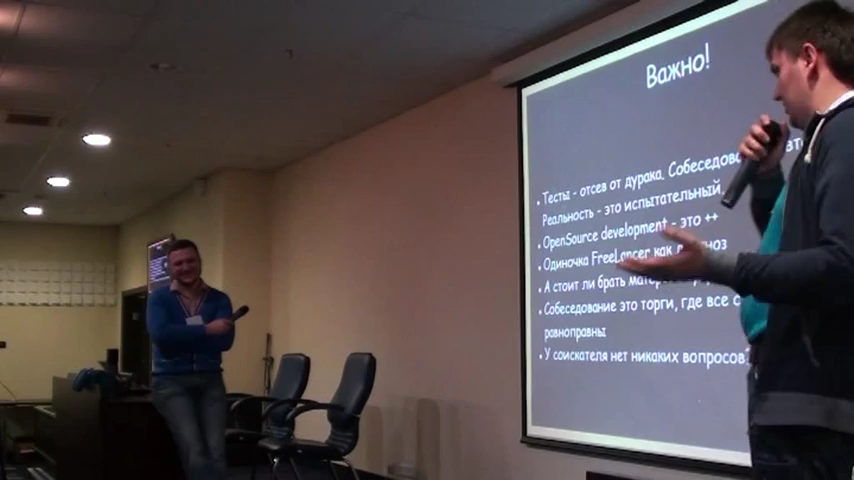 Важно!
Тесты - отсев от дурака. Собеседова
Реальность - это испытательный
OpenSource development - это ++
Одиночка FreeLancer как
А стоит ли брать
Собеседование это торги, где все с
равноправны
У соискателя нет никаких вопросов?